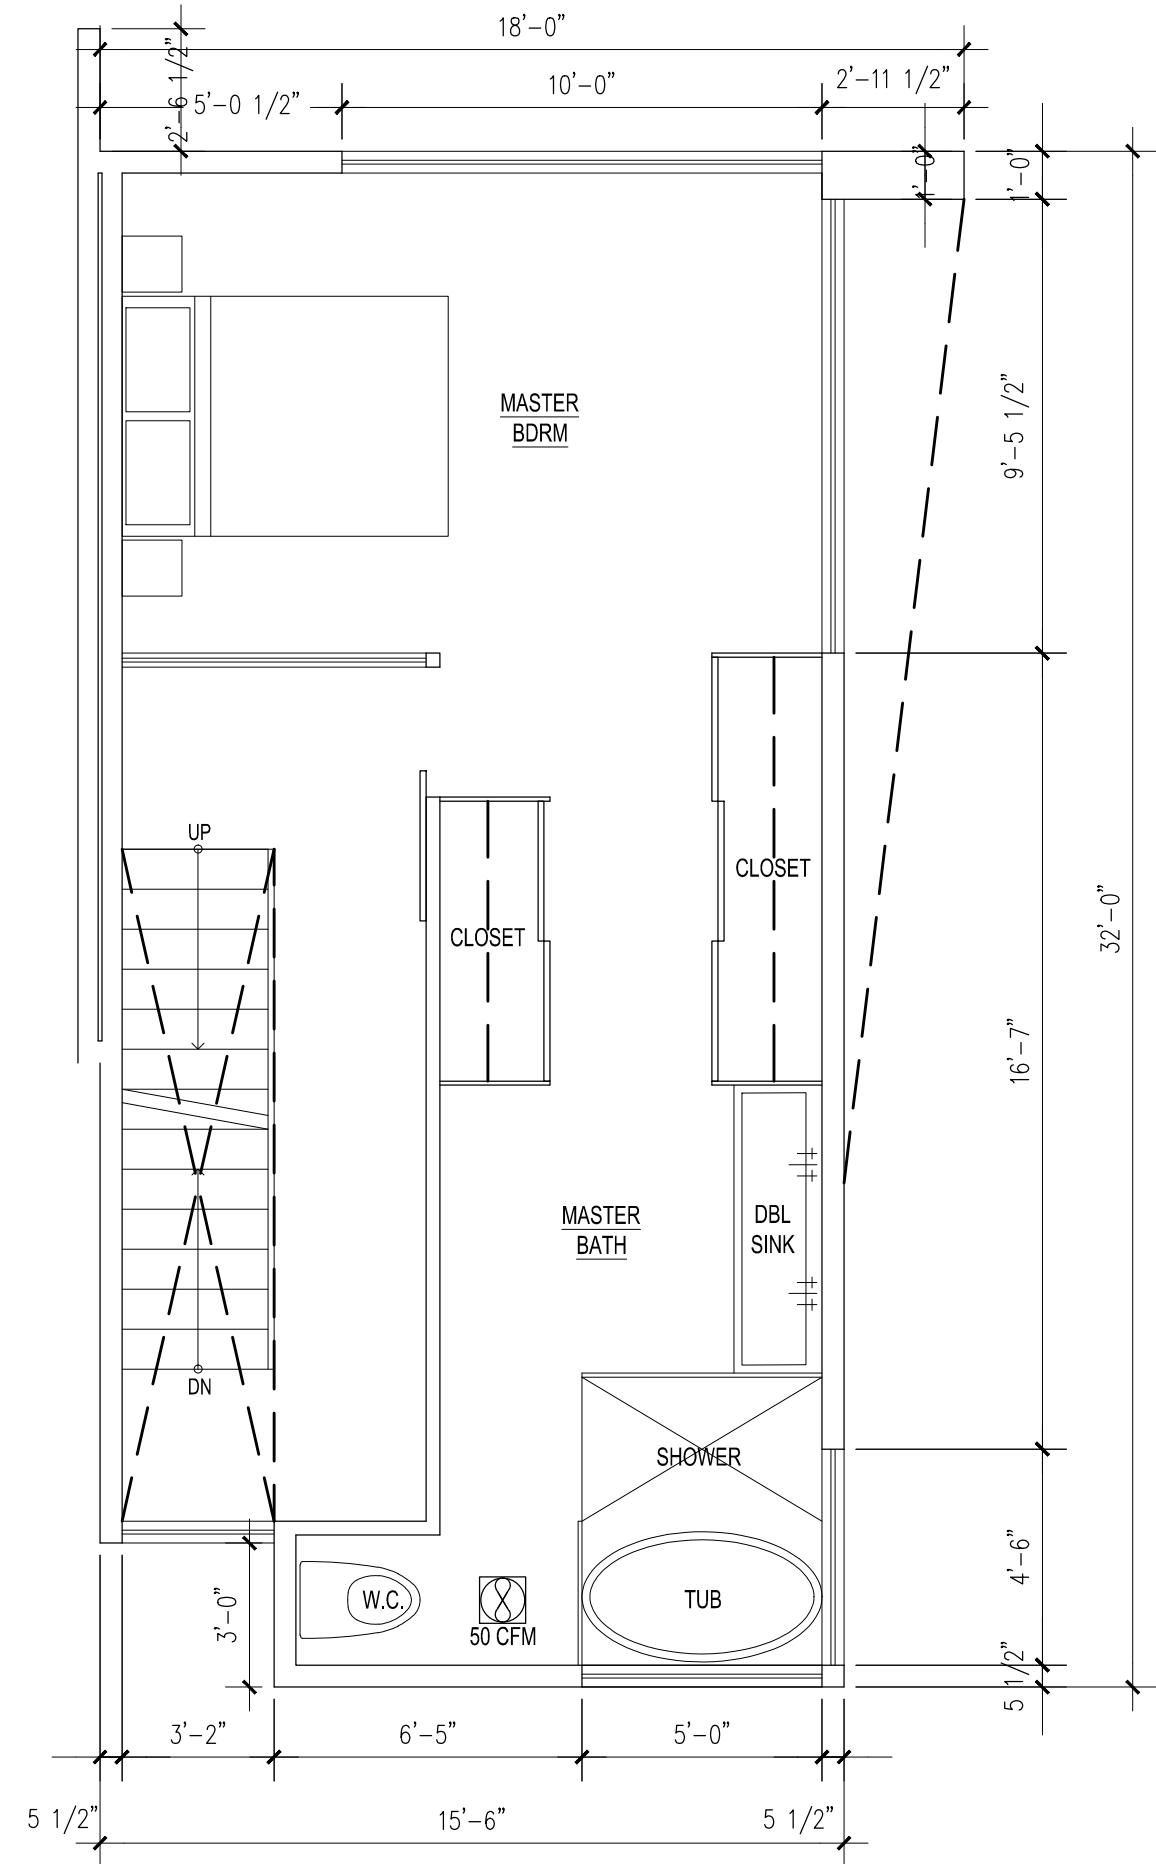 18'-0"
2'-6 1/2"
5'-0 1/2"
10'-0"
2'-11 1/2"
1'-0"
1'-0"
MASTER
BDRM
9'-5 1/2"
UP
CLOSET
CLOSET
32'-0"
16'-7"
MASTER
BATH
DBL
SINK
DN
SHOWER
4'-6"
W.C.
TUB
3'-0"
50 CFM
5 1/2"
3'-2"
6'-5"
5'-0"
5 1/2"
15'-6"
5 1/2"